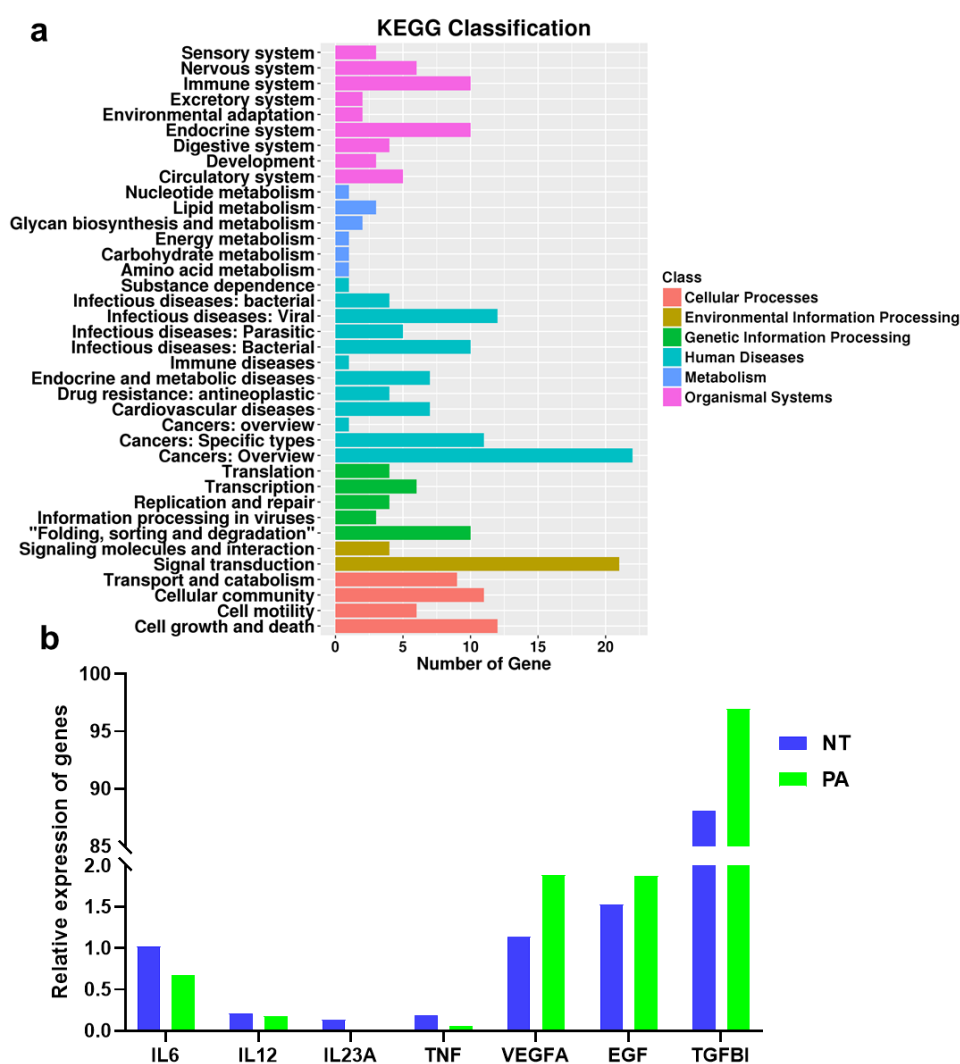 a
KEGG Classification
Sensory system
Nervous system
Immune system
Excretory system
Environmental adaptation
Endocrine system
Digestive system
Development
Circulatory system
Nucleotide metabolism
Lipid metabolism
Glycan biosynthesis and metabolism
Energy metabolism
Carbohydrate metabolism
Amino acid metabolism
Substance dependence
Infectious diseases: bacterial
Infectious diseases: Viral
Infectious diseases: Parasitic
Infectious diseases: Bacterial
Immune diseases
Endocrine and metabolic diseases
Drug resistance: antineoplastic
Cardiovascular diseases
Cancers: overview
Cancers: Specific types
Cancers: Overview
Translation
Transcription
Replication and repair
Information processing in viruses
"Folding, sorting and degradation"
Signaling molecules and interaction
Signal transduction
Transport and catabolism
Cellular community
Cell motility
Cell growth and death
0 5 10 15 20
Number of Gene
Class
Cellular Processes
Environmental Information Processing
Genetic Information Processing
Human Diseases
Metabolism
Organismal Systems
b
Relative expression of genes
100
95
90
85
2.0
1.5
1.0
0.5
0.0
IL6 IL12 IL23A TNF VEGFA EGF TGFBI
NT
PA